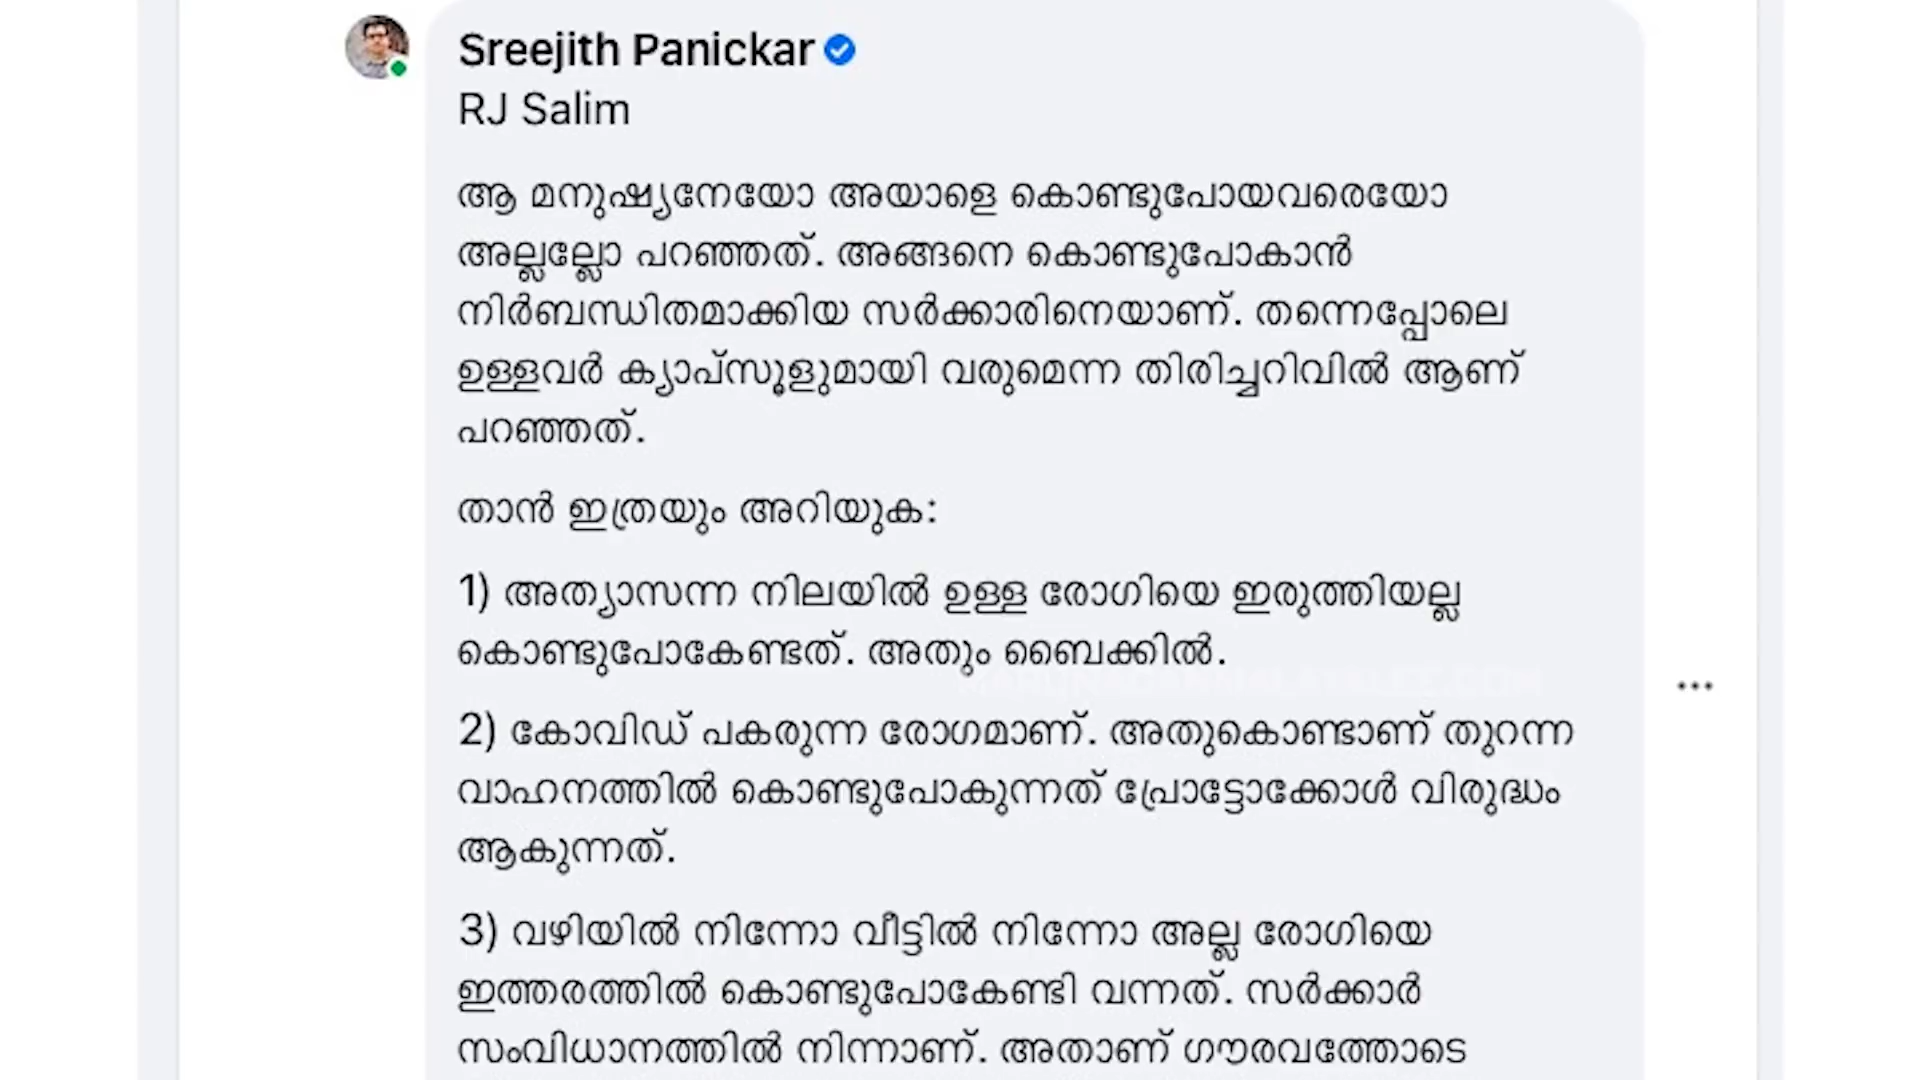 Sreejith Panickar
RJ Salim
ആ മനുഷ്യനേയോ അയാളെ കൊണ്ടുപോയവരെയോ
അല്ലല്ലോ പറഞ്ഞത്. അങ്ങനെ കൊണ്ടുപോകാൻ
നിർബന്ധിതമാക്കിയ സർക്കാരിനെയാണ്. തന്നെപ്പോലെ
ഉള്ളവർ ക്യാപ്സൂളുമായി വരുമെന്ന തിരിച്ചറിവിൽ ആണ്
പറഞ്ഞത്.
താൻ ഇത്രയും അറിയുക:
1) അത്യാസന്ന നിലയിൽ ഉള്ള രോഗിയെ ഇരുത്തിയല്ല
കൊണ്ടുപോകേണ്ടത്. അതും ബൈക്കിൽ.
2) കോവിഡ് പകരുന്ന രോഗമാണ്. അതുകൊണ്ടാണ് തുറന്ന
വാഹനത്തിൽ കൊണ്ടുപോകുന്നത് പ്രോട്ടോക്കോൾ വിരുദ്ധം
ആകുന്നത്.
3) വഴിയിൽ നിന്നോ വീട്ടിൽ നിന്നോ അല്ല രോഗിയെ
ഇത്തരത്തിൽ കൊണ്ടുപോകേണ്ടി വന്നത്. സർക്കാർ
സംവിധാനത്തിൽ നിന്നാണ്. അതാണ് ഗൗരവത്തോടെ